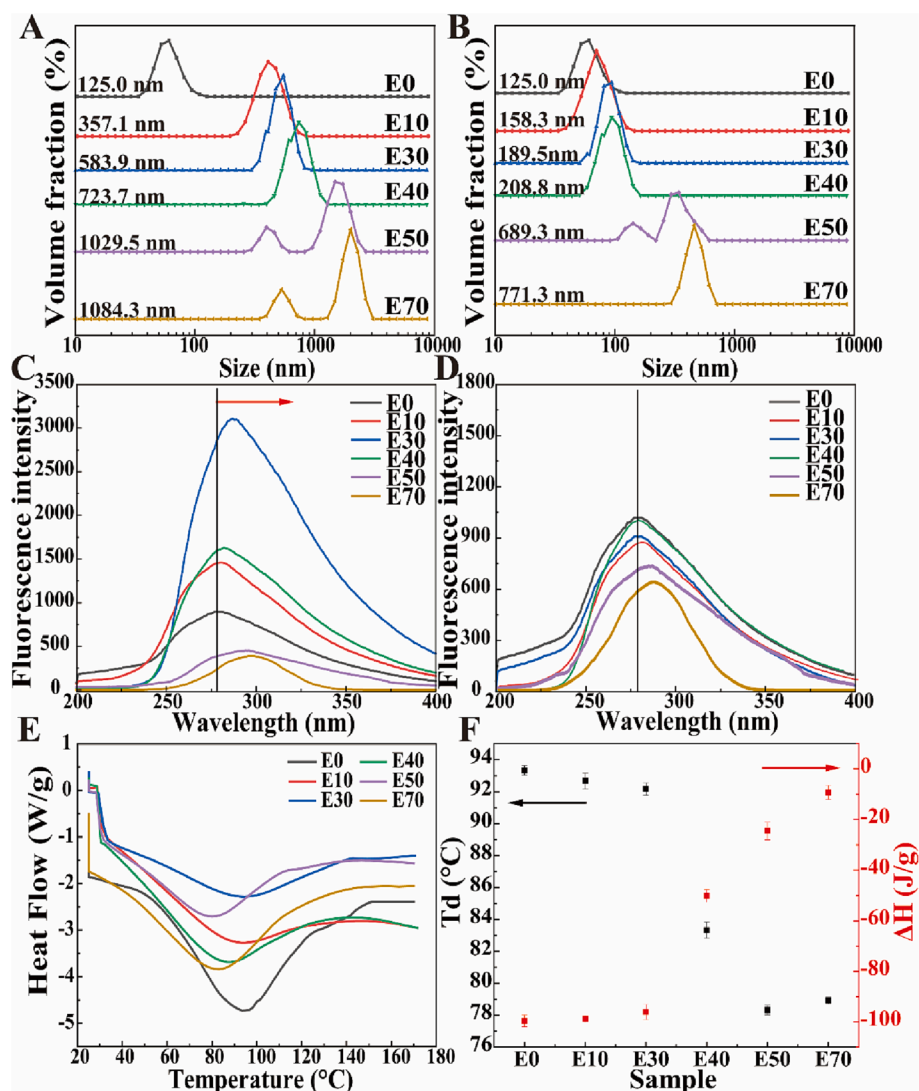 A
Volume fraction (%)
125.0 nm E0
357.1 nm E10
583.9 nm E30
723.7 nm E40
1029.5 nm E50
1084.3 nm E70
10 100 1000 10000
Size (nm)
B
Volume fraction (%)
125.0 nm E0
158.3 nm E10
189.5 nm E30
208.8 nm E40
689.3 nm E50
771.3 nm E70
10 100 1000 10000
Size (nm)
C
Fluorescence intensity
3500
3000
2500
2000
1500
1000
500
0
E0
E10
E30
E40
E50
E70
200 250 300 350 400
Wavelength (nm)
D
Fluorescence intensity
1800
1500
1200
900
600
300
0
E0
E10
E30
E40
E50
E70
200 250 300 350 400
Wavelength (nm)
E
Heat Flow (W/g)
1
0
-1
-2
-3
-4
-5
E0 E40
E10 E50
E30 E70
20 40 60 80 100 120 140 160 180
Temperature (°C)
F
Td (°C)
94
92
90
88
86
84
82
80
78
76
0
-20
-40
-60
-80
-100
ΔH (J/g)
E0 E10 E30 E40 E50 E70
Sample